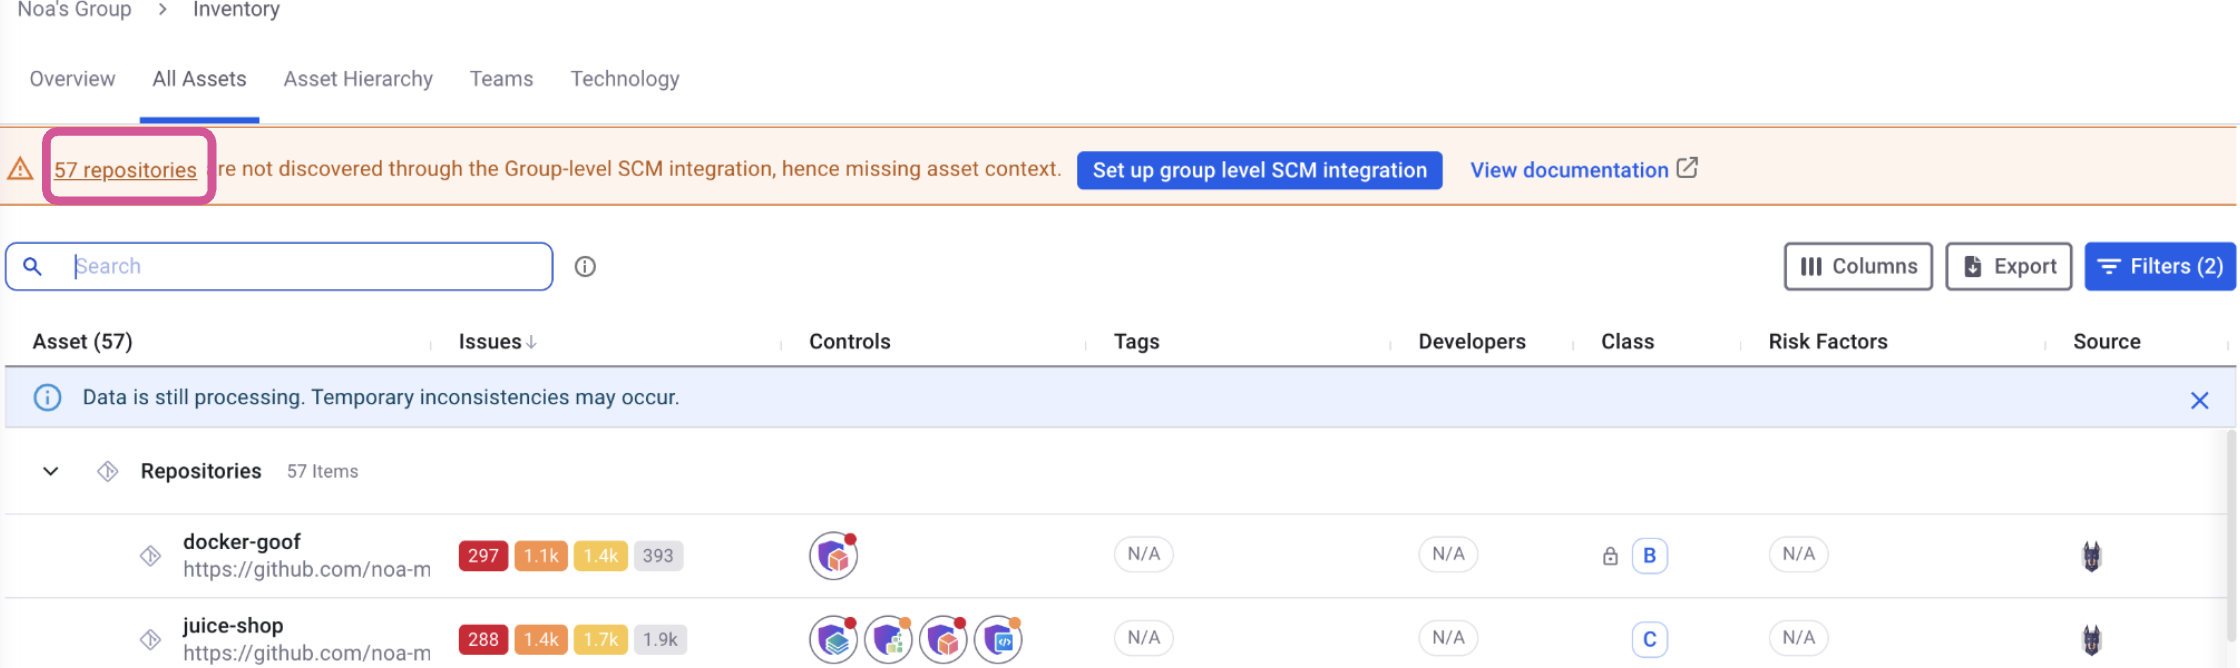 Noa's Group > Inventory
Overview All Assets Asset Hierarchy Teams Technology
57 repositories re not discovered through the Group-level SCM integration, hence missing asset context. Set up group level SCM integration View documentation
Search Columns Export Filters (2)
Asset (57) Issues↓ Controls Tags Developers Class Risk Factors Source
Data is still processing. Temporary inconsistencies may occur.
Repositories 57 Items
docker-goof
https://github.com/noa-m
297 1.1k 1.4k 393 N/A N/A B N/A
juice-shop
https://github.com/noa-m
288 1.4k 1.7k 1.9k N/A N/A C N/A